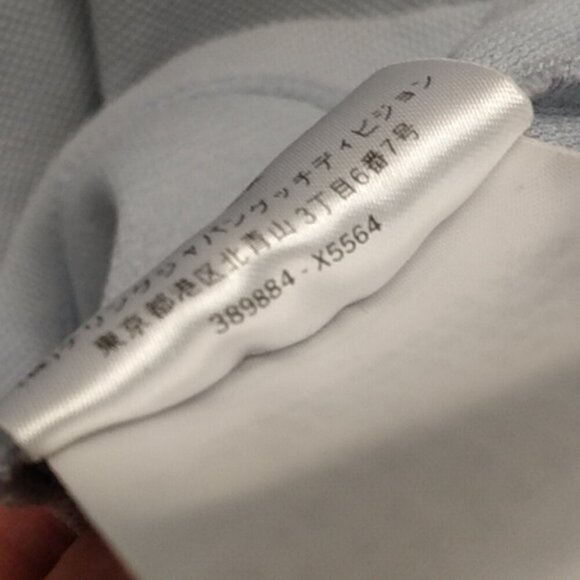 ケリングジャパングッチディビジョン
東京都港区北青山 3丁目6番7号
389884 - X5564